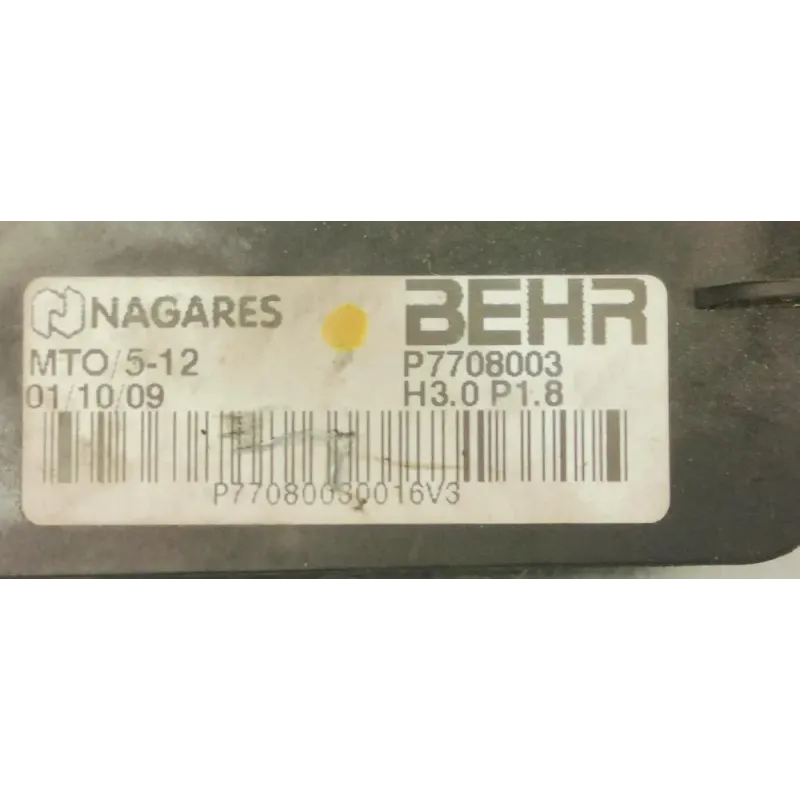 NAGARES BEHR
MTO/5-12 P7708003
01/10/09 H3.0 P1.8
P77080030016V3